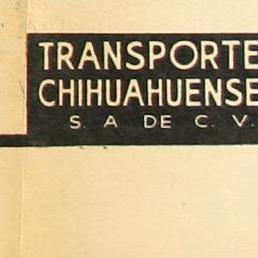 TRANSPORTE
CHIHUAHUENSE
S. A DE C. V.